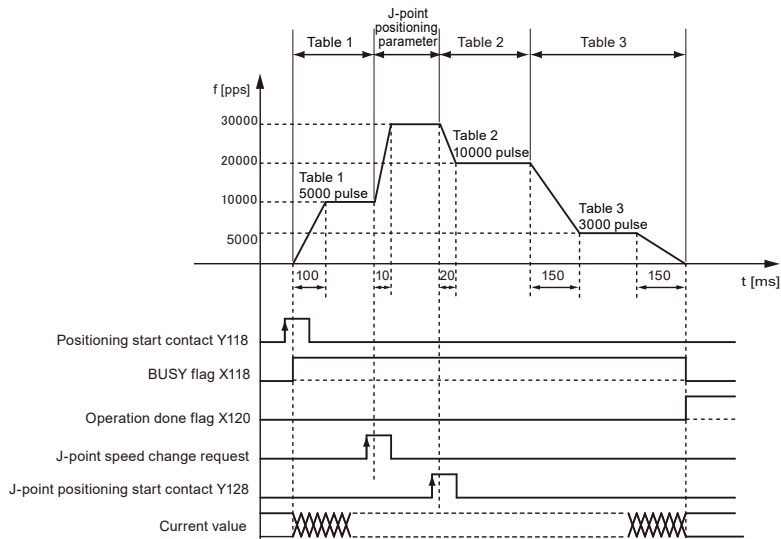 J-point
positioning
parameter
Table 1
Table 2
Table 3
f [pps]
30000
20000
10000
5000
Table 1
5000 pulse
Table 2
10000 pulse
Table 3
3000 pulse
100
10
20
150
150
t [ms]
Positioning start contact Y118
BUSY flag X118
Operation done flag X120
J-point speed change request
J-point positioning start contact Y128
Current value